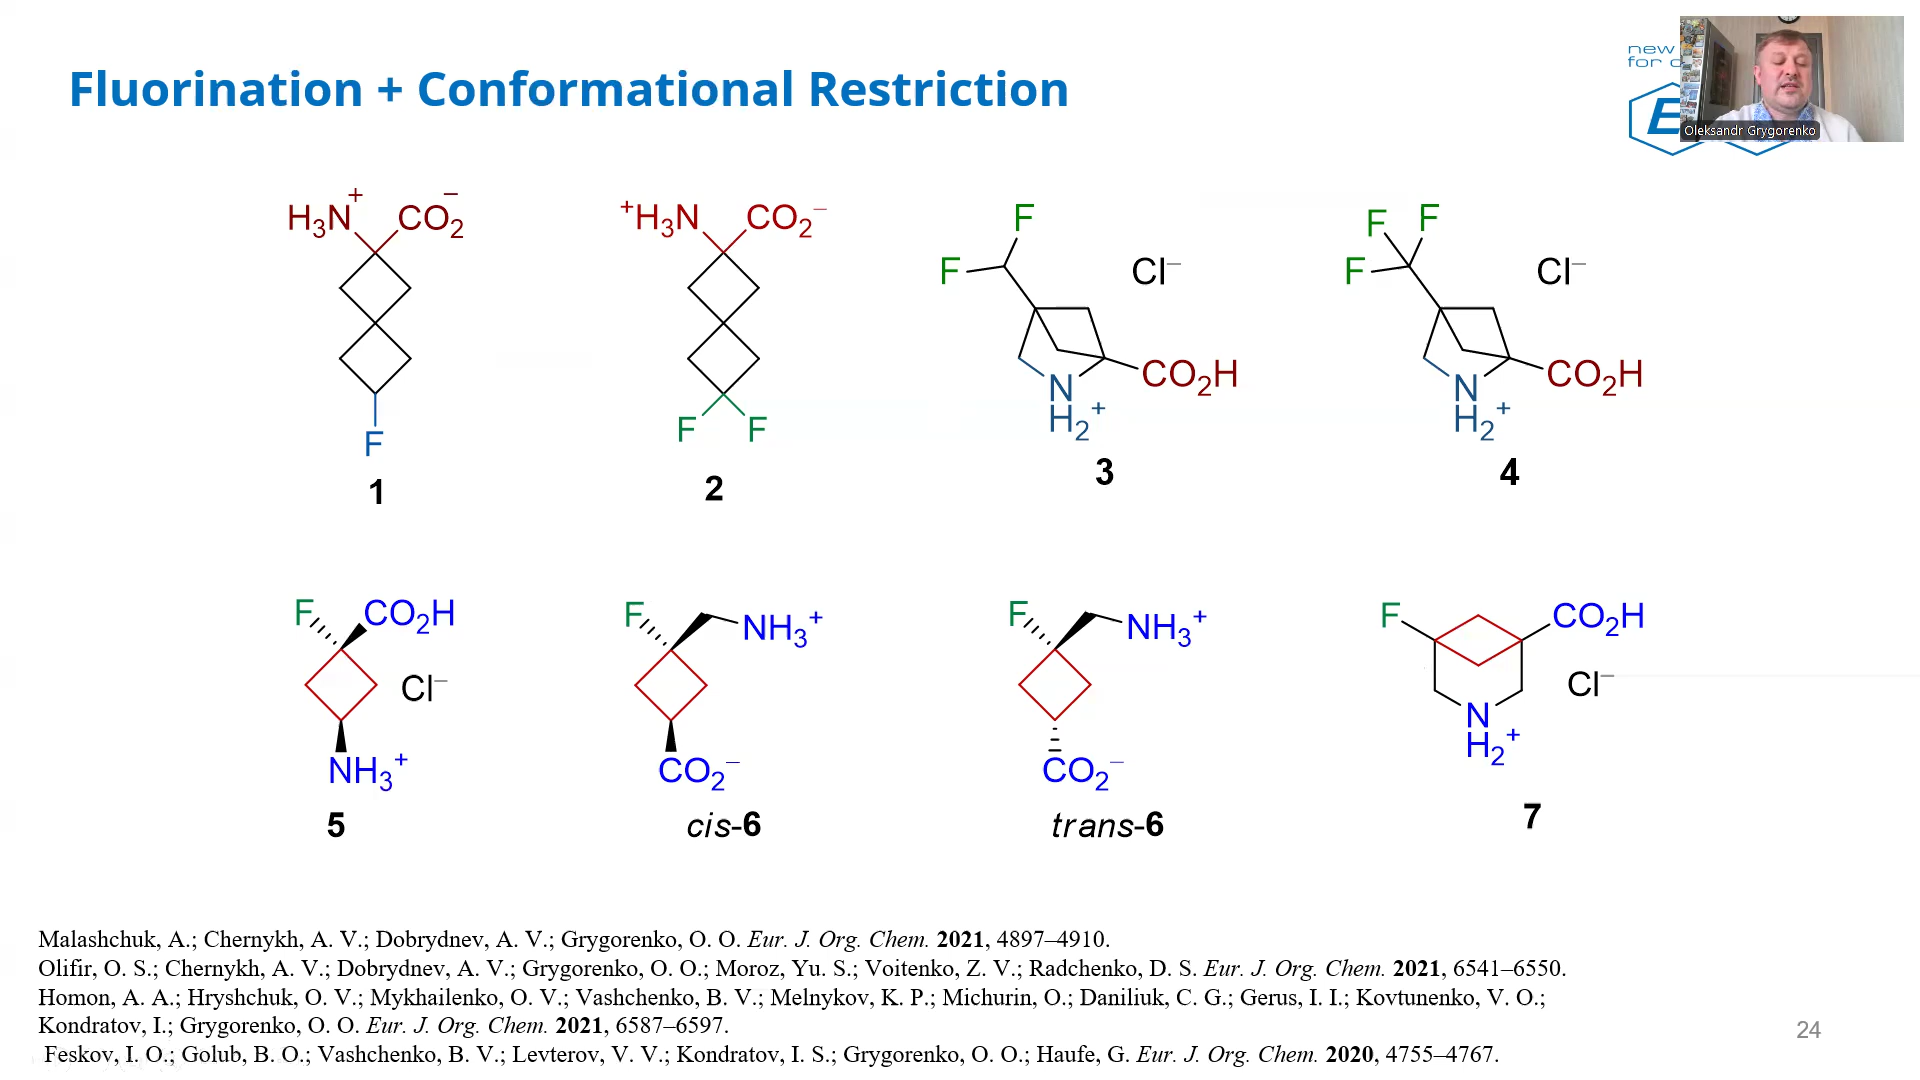 Fluorination + Conformational Restriction
new
for
E
Oleksandr Grygorenko
H3N+ CO2−
F
1
+H3N CO2−
F F
2
F
F
Cl−
CO2H
N
H2+
3
F F
F
Cl−
CO2H
N
H2+
4
F CO2H
Cl−
NH3+
5
F
NH3+
CO2−
cis-6
F
NH3+
CO2−
trans-6
F CO2H
Cl−
N
H2+
7
Malashchuk, A.; Chernykh, A. V.; Dobrydnev, A. V.; Grygorenko, O. O. Eur. J. Org. Chem. 2021, 4897–4910.
Olifir, O. S.; Chernykh, A. V.; Dobrydnev, A. V.; Grygorenko, O. O.; Moroz, Yu. S.; Voitenko, Z. V.; Radchenko, D. S. Eur. J. Org. Chem. 2021, 6541–6550.
Homon, A. A.; Hryshchuk, O. V.; Mykhailenko, O. V.; Vashchenko, B. V.; Melnykov, K. P.; Michurin, O.; Daniliuk, C. G.; Gerus, I. I.; Kovtunenko, V. O.;
Kondratov, I.; Grygorenko, O. O. Eur. J. Org. Chem. 2021, 6587–6597.
Feskov, I. O.; Golub, B. O.; Vashchenko, B. V.; Levterov, V. V.; Kondratov, I. S.; Grygorenko, O. O.; Haufe, G. Eur. J. Org. Chem. 2020, 4755–4767.
24